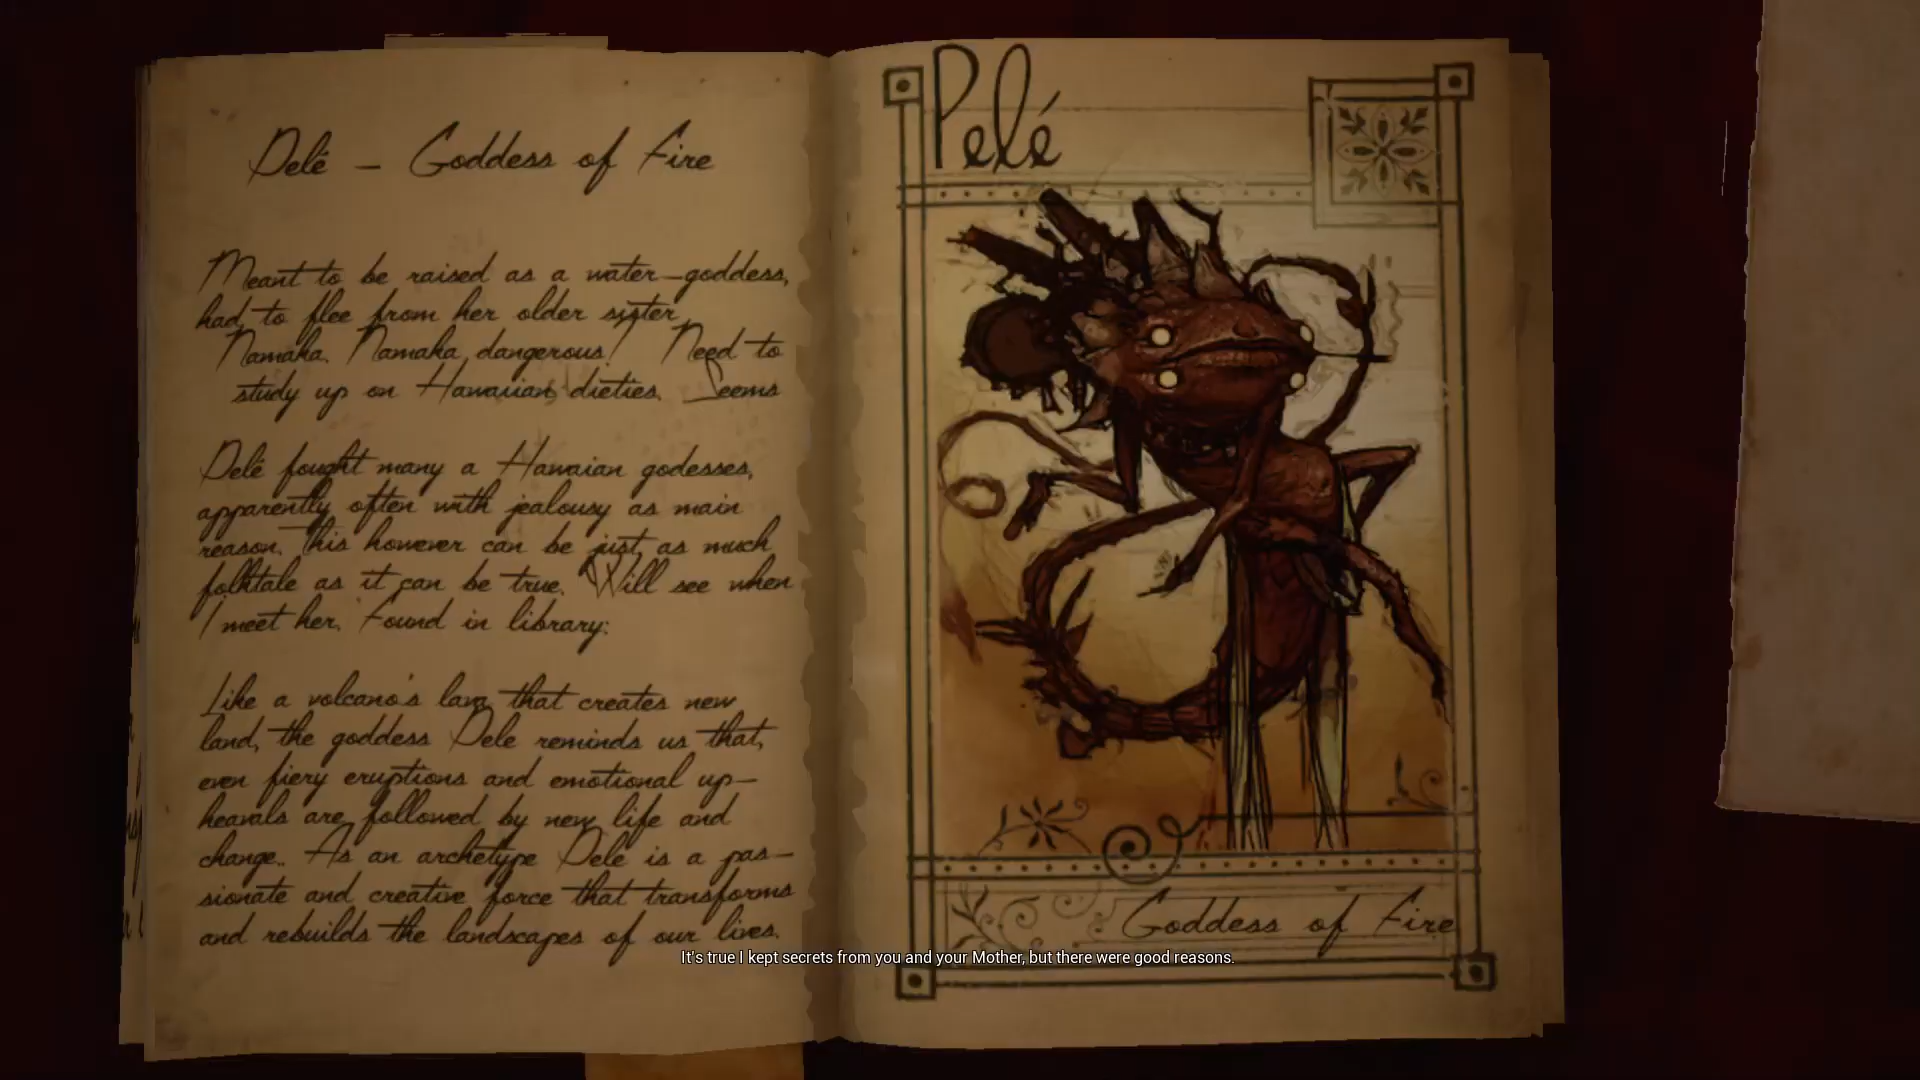 Pelé – Goddess of Fire
Meant to be raised as a water-goddess,
had to flee from her older sister
Namaka. Namaka dangerous? Need to
study up on Hawaiian dieties. Seems
Pelé fought many a Hawaian godesses,
apparently often with jealousy as main
reason. This however can be just as much
folktale as it can be true. Will see when
I meet her. Found in library:
Like a volcano's lava that creates new
land, the goddess Pele reminds us that,
even fiery eruptions and emotional up-
heavals are followed by new life and
change.. As an archetype Pele is a pas-
sionate and creative force that transforms
and rebuilds the landscapes of our lives.
Pelé
Goddess of Fire
It's true I kept secrets from you and your Mother, but there were good reasons.